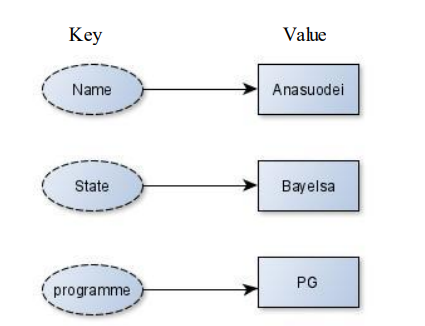 Key Value
Name Anasuodei
State Bayelsa
programme PG